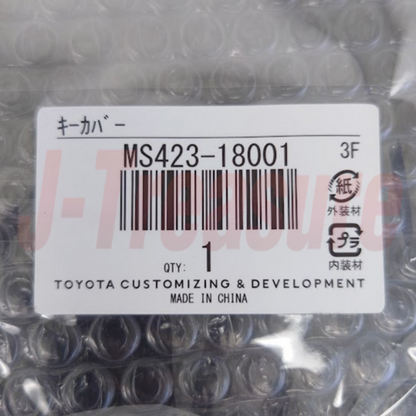 ｷｰｶﾊﾞｰ
MS423-18001
3F
紙
外装材
プラ
内装材
QTY: 1
TOYOTA CUSTOMIZING & DEVELOPMENT
MADE IN CHINA
J-Treasure